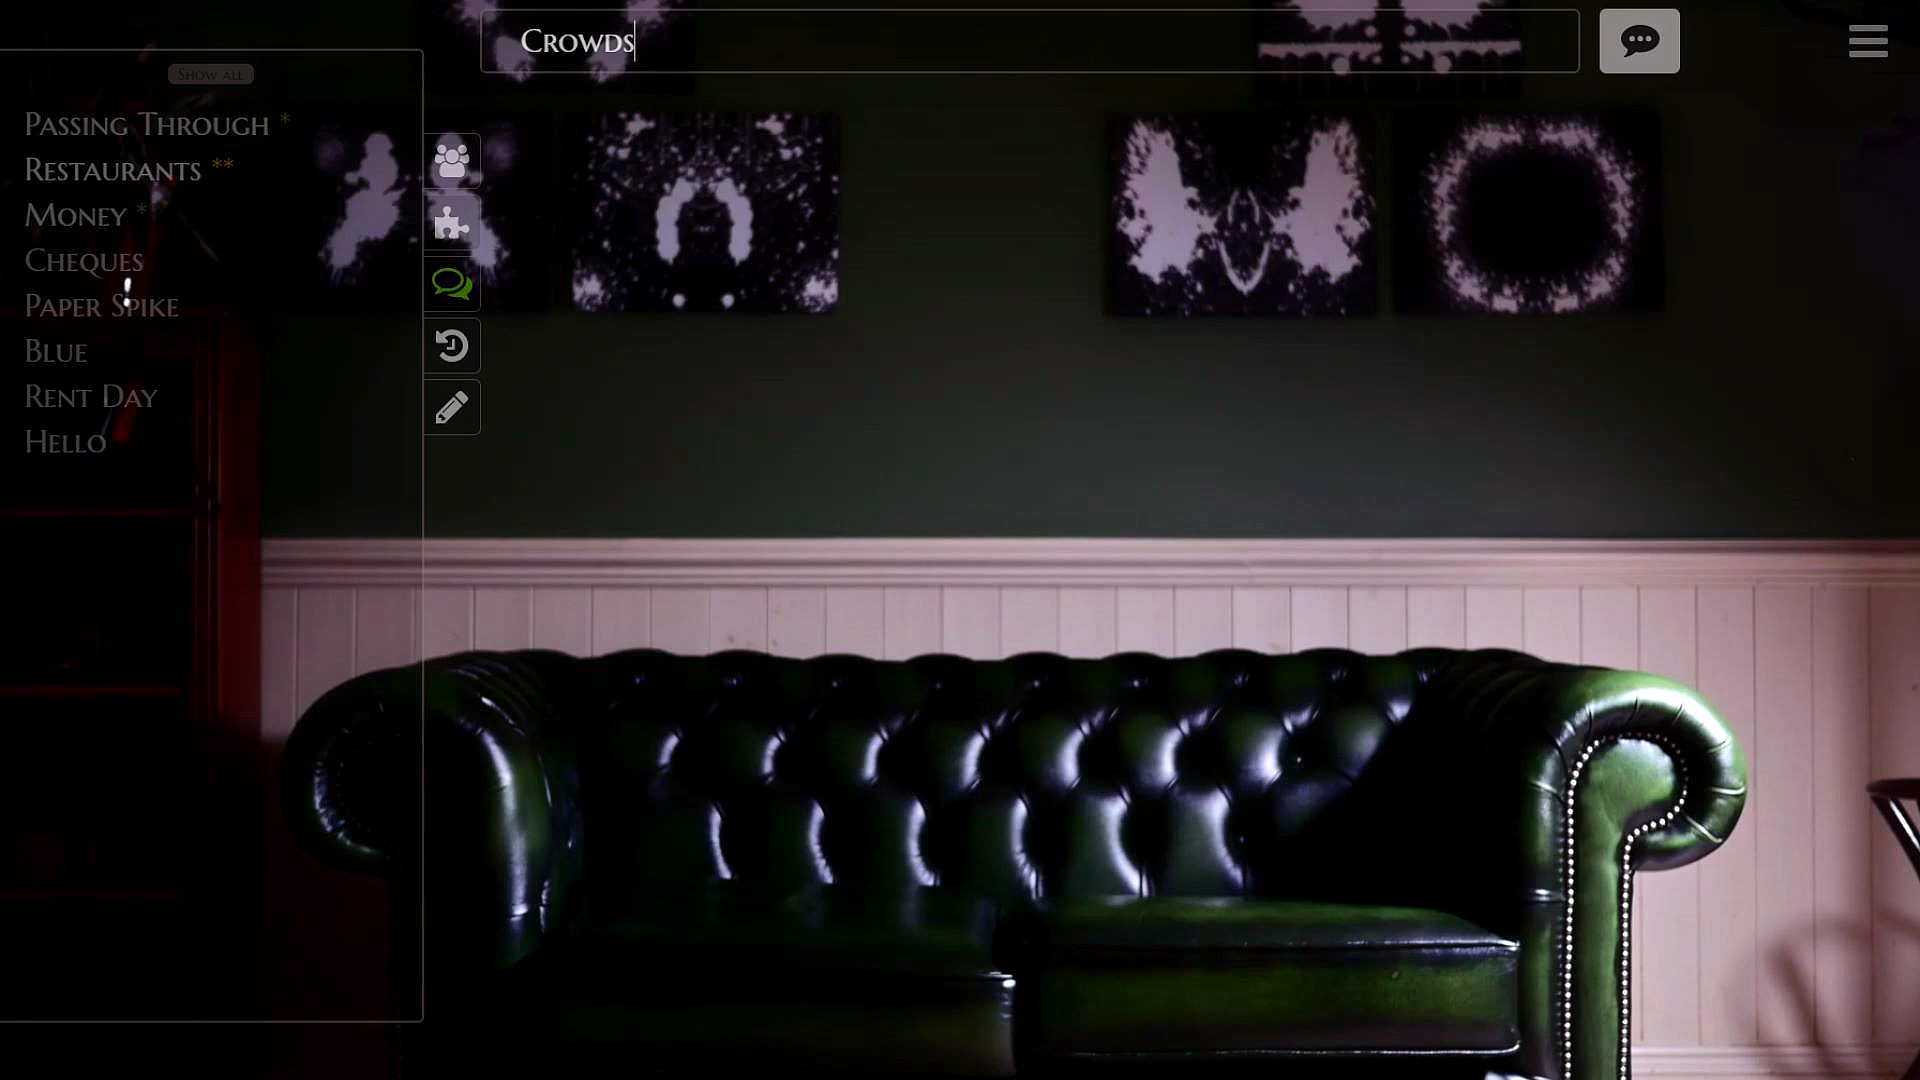 Crowds
Show all
Passing Through *
Restaurants **
Money *
Cheques
Paper Spike
Blue
Rent Day
Hello